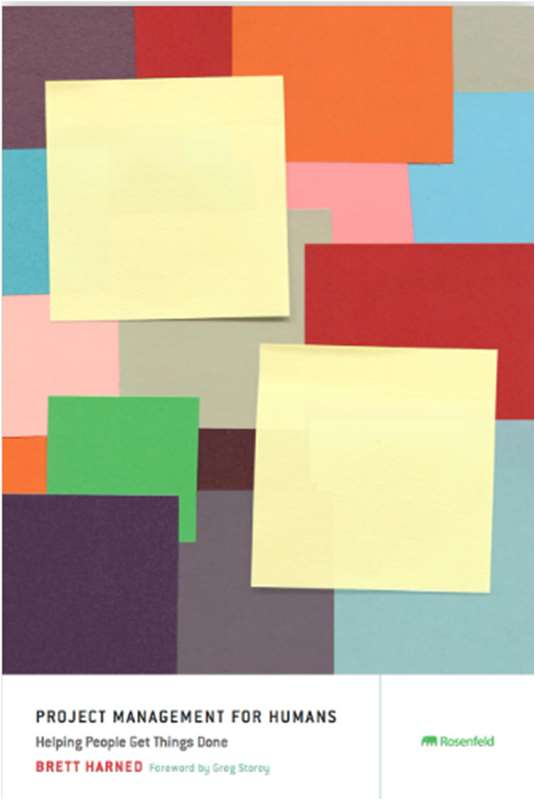 PROJECT MANAGEMENT FOR HUMANS
Helping People Get Things Done
BRETT HARNED Foreword by Greg Storey
Rosenfeld